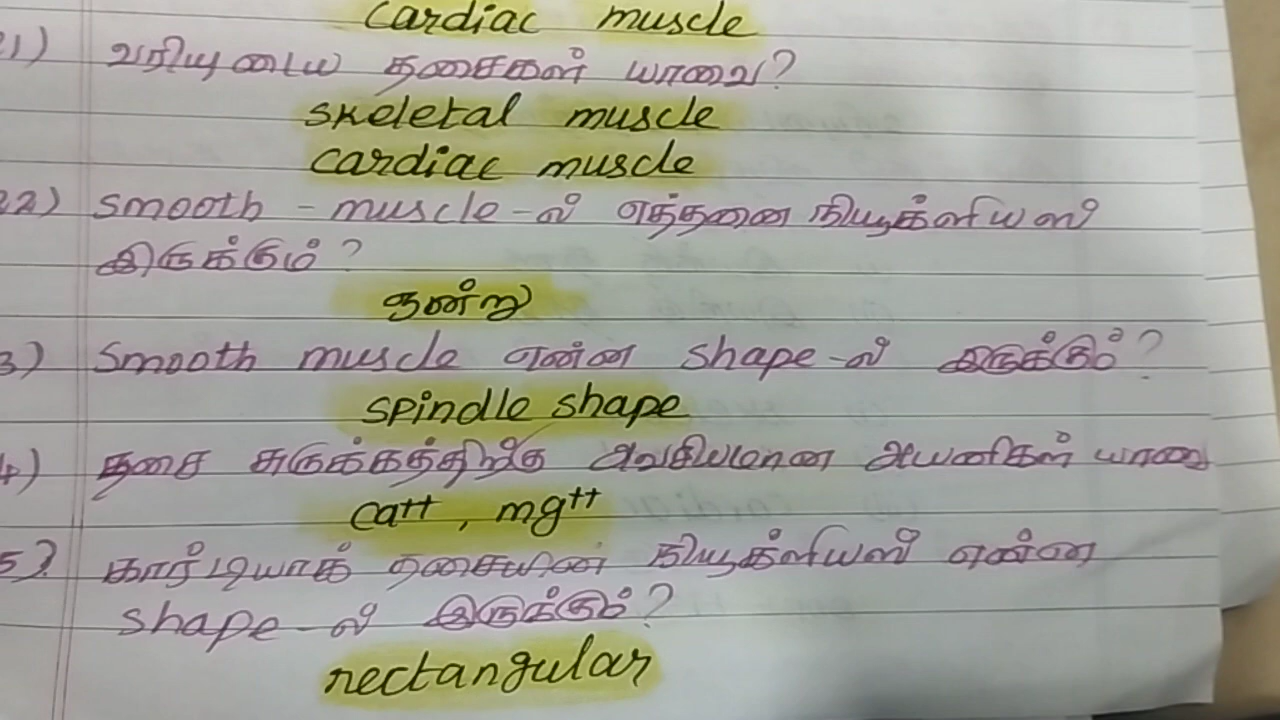 cardiac muscle
21) வரியுடைய தசைகள் யாவை?
skeletal muscle
cardiac muscle
22) smooth - muscle - ல் எத்தனை நியூக்ளியஸ்
இருக்கும்?
ஒன்று
3) smooth muscle என்ன shape - ல் இருக்கும்?
spindle shape
4) தசை சுருக்கத்திற்கு அவசியமான அயனிகள் யாவை
ca++, mg++
5) கார்டியாக் தசையின் நியூக்ளியஸ் என்ன
shape - ல் இருக்கும்?
rectangular